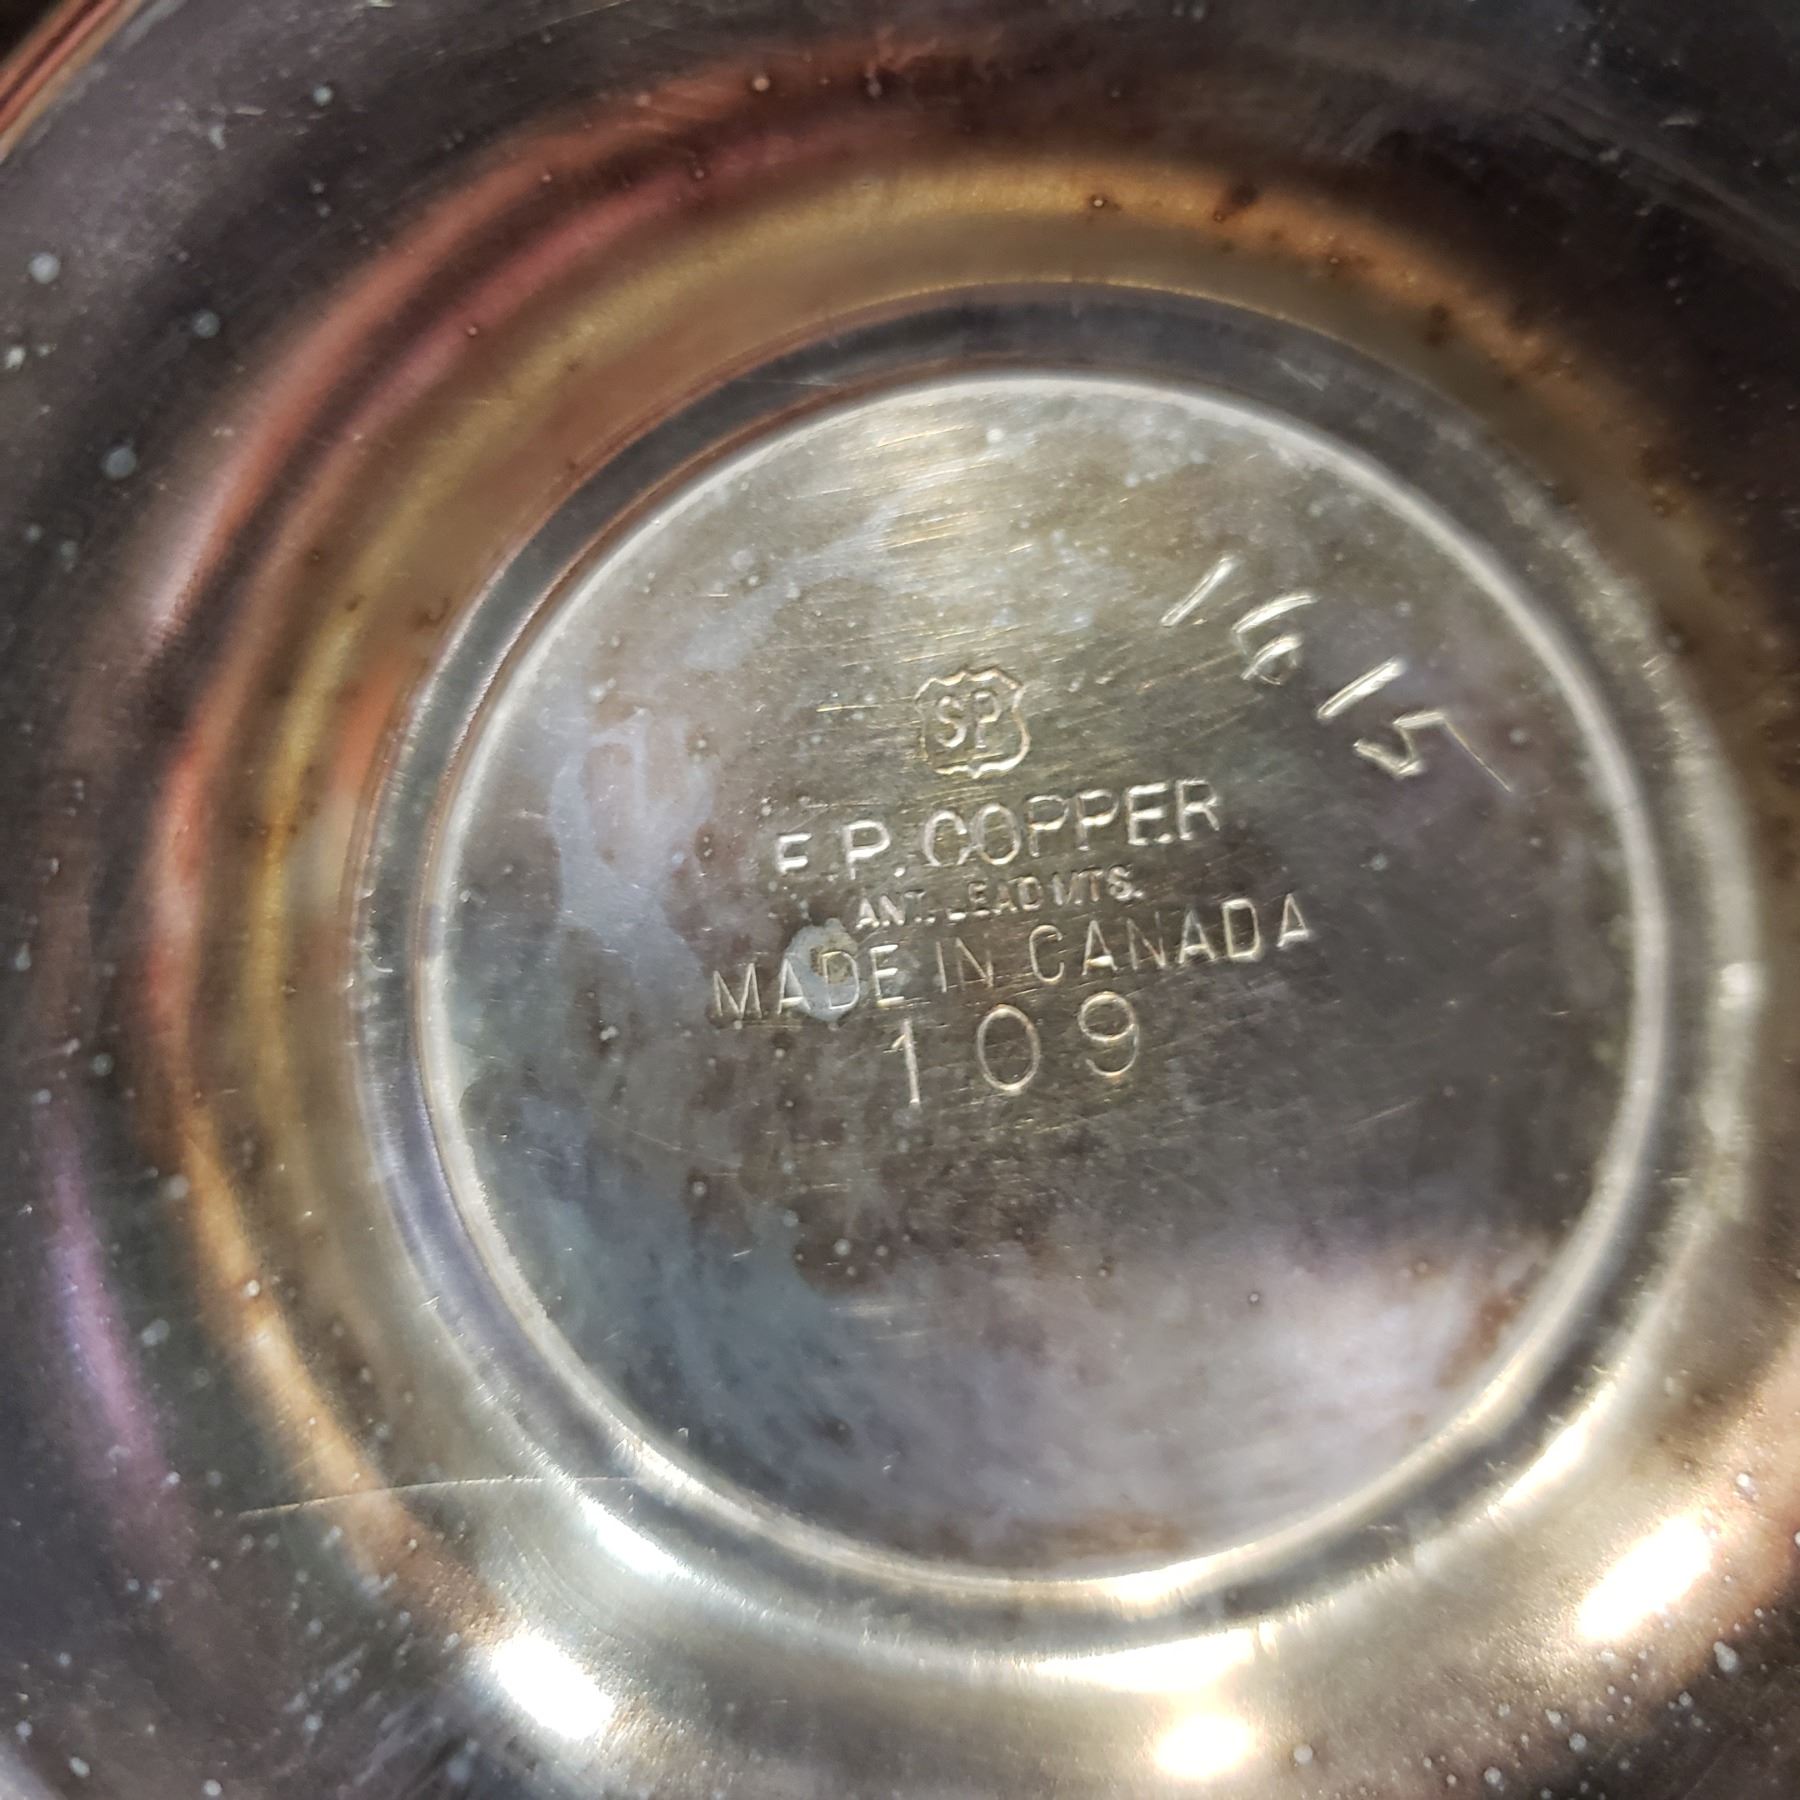 1615
SP
E.P. COPPER
ANT. LEAD MTS.
MADE IN CANADA
109